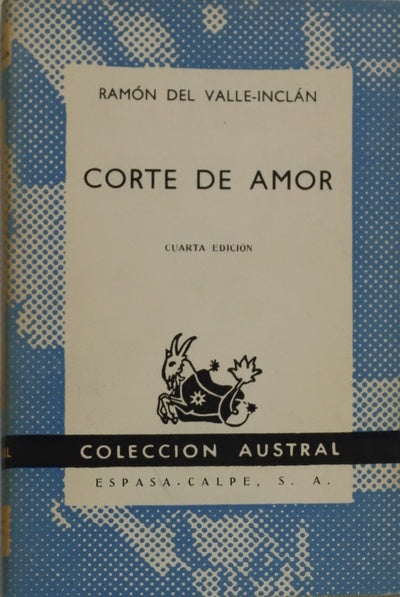 RAMÓN DEL VALLE-INCLÁN
CORTE DE AMOR
CUARTA EDICIÓN
COLECCION AUSTRAL
ESPASA-CALPE, S. A.